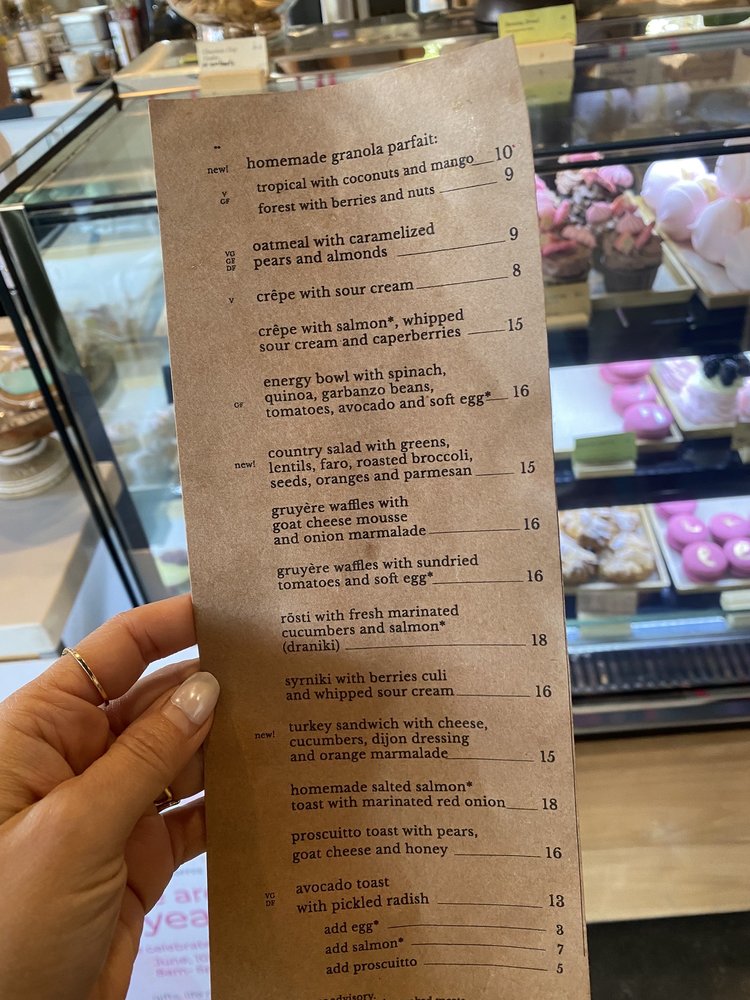 new! homemade granola parfait:
V tropical with coconuts and mango 10
GF forest with berries and nuts 9
VG oatmeal with caramelized
GF
DF pears and almonds 9
V crêpe with sour cream 8
crêpe with salmon*, whipped
sour cream and caperberries 15
energy bowl with spinach,
quinoa, garbanzo beans,
GF tomatoes, avocado and soft egg* 16
country salad with greens,
new! lentils, faro, roasted broccoli,
seeds, oranges and parmesan 15
gruyère waffles with
goat cheese mousse
and onion marmalade 16
gruyère waffles with sundried
tomatoes and soft egg* 16
rösti with fresh marinated
cucumbers and salmon*
(draniki) 18
syrniki with berries culi
and whipped sour cream 16
turkey sandwich with cheese,
new! cucumbers, dijon dressing
and orange marmalade 15
homemade salted salmon*
toast with marinated red onion 18
proscuitto toast with pears,
goat cheese and honey 16
VG avocado toast
DF with pickled radish 13
add egg* 3
add salmon* 7
add proscuitto 5
advisory: